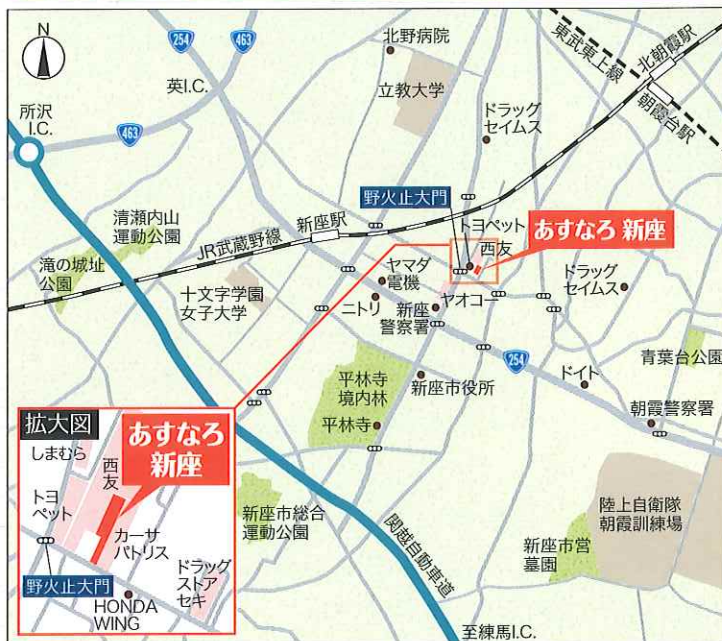 N
254
463
英I.C.
所沢
I.C.
463
北野病院
立教大学
ドラッグ
セイムス
東武東上線
北朝霞駅
朝霞台駅
野火止大門
清瀬内山
運動公園
滝の城址
公園
JR武蔵野線
新座駅
トヨペット
西友
あすなろ 新座
十文字学園
女子大学
ヤマダ
電機
ニトリ
新座
警察署
ヤオコー
ドラッグ
セイムス
254
青葉台公園
ドイト
朝霞警察署
平林寺
境内林
平林寺
新座市役所
新座市総合
運動公園
関越自動車道
新座市営
墓園
陸上自衛隊
朝霞訓練場
至練馬I.C.
拡大図
しまむら
西友
あすなろ
新座
トヨ
ペット
カーサ
パトリス
野火止大門
HONDA
WING
ドラッグ
ストア
セキ